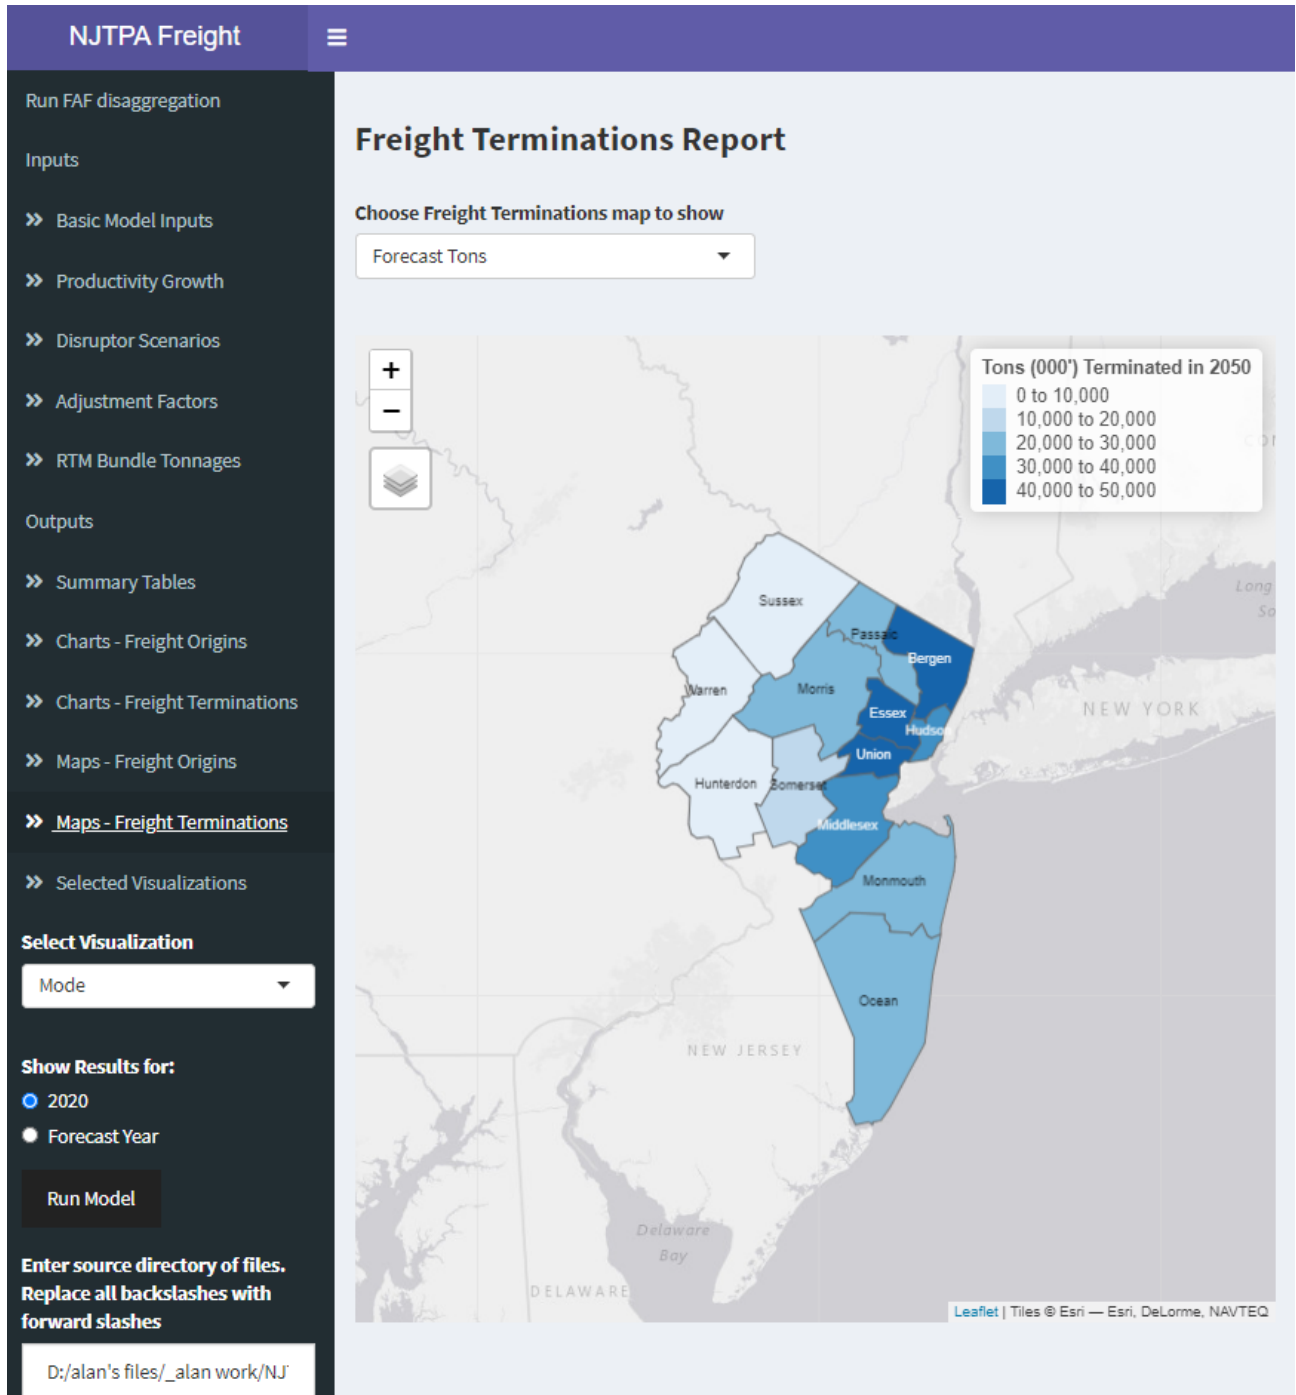 NJTPA Freight
Run FAF disaggregation
Inputs
Basic Model Inputs
Productivity Growth
Disruptor Scenarios
Adjustment Factors
RTM Bundle Tonnages
Outputs
Summary Tables
Charts - Freight Origins
Charts - Freight Terminations
Maps - Freight Origins
Maps - Freight Terminations
Selected Visualizations
Select Visualization
Mode
Show Results for:
2020
Forecast Year
Run Model
Enter source directory of files.
Replace all backslashes with
forward slashes
D:/alan's files/_alan work/NJ
Freight Terminations Report
Choose Freight Terminations map to show
Forecast Tons
+
−
Tons (000') Terminated in 2050
0 to 10,000
10,000 to 20,000
20,000 to 30,000
30,000 to 40,000
40,000 to 50,000
Long
Sussex
Passaic
Bergen
Warren
Morris
Essex
NEW YORK
Hudson
Union
Hunterdon
Somerset
Middlesex
Monmouth
Ocean
NEW JERSEY
Delaware
Bay
DELAWARE
Leaflet | Tiles © Esri — Esri, DeLorme, NAVTEQ